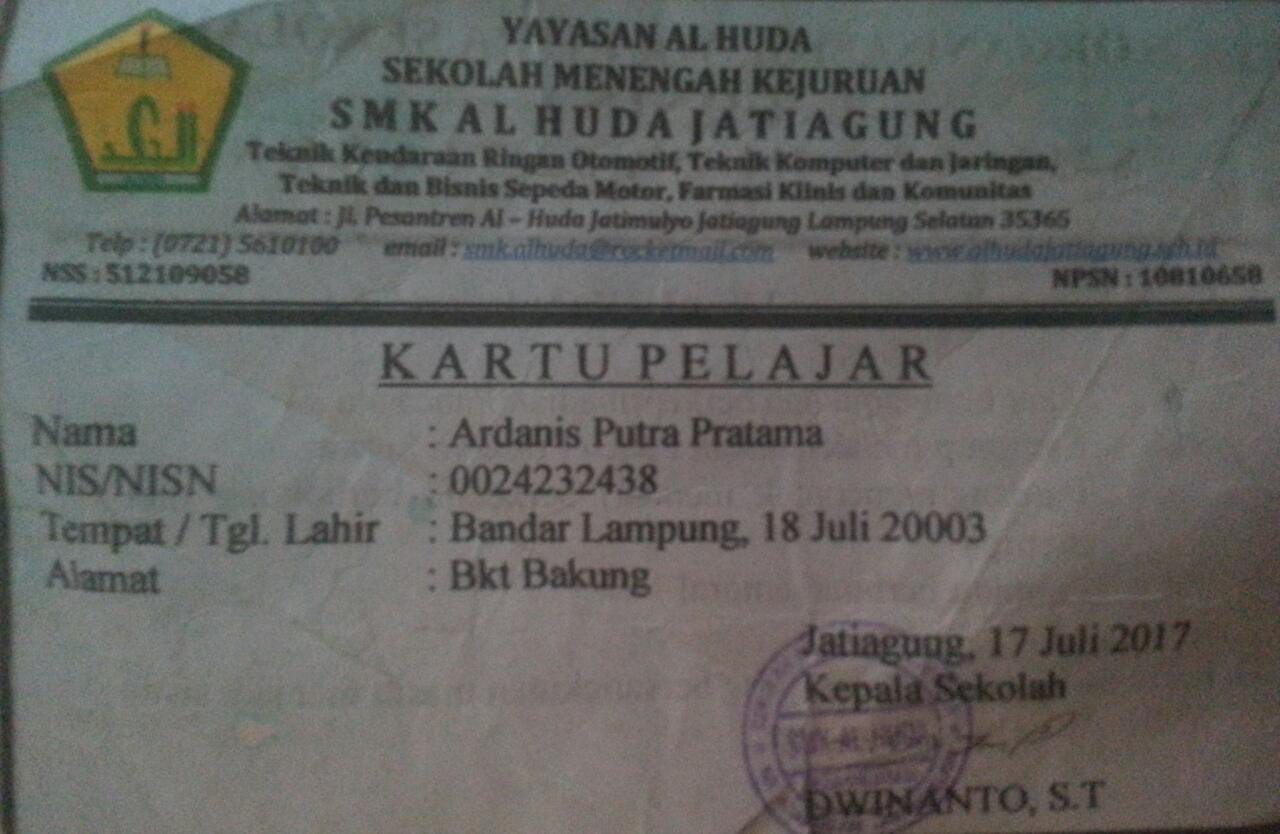 YAYASAN AL HUDA
SEKOLAH MENENGAH KEJURUAN
SMK AL HUDA JATIAGUNG
Teknik Kendaraan Ringan Otomotif, Teknik Komputer dan Jaringan,
Teknik dan Bisnis Sepeda Motor, Farmasi Klinis dan Komunitas
Alamat : Jl. Pesantren Al – Huda Jatimulyo Jatiagung Lampung Selatan 35365
Telp : (0721) 5610100 email : smk.alhuda@rocketmail.com website : www.alhudajatiagung.sch.id
NSS : 512109058 NPSN : 10810658
KARTU PELAJAR
Nama : Ardanis Putra Pratama
NIS/NISN : 0024232438
Tempat / Tgl. Lahir : Bandar Lampung, 18 Juli 20003
Alamat : Bkt Bakung
Jatiagung, 17 Juli 2017
Kepala Sekolah
DWINANTO, S.T